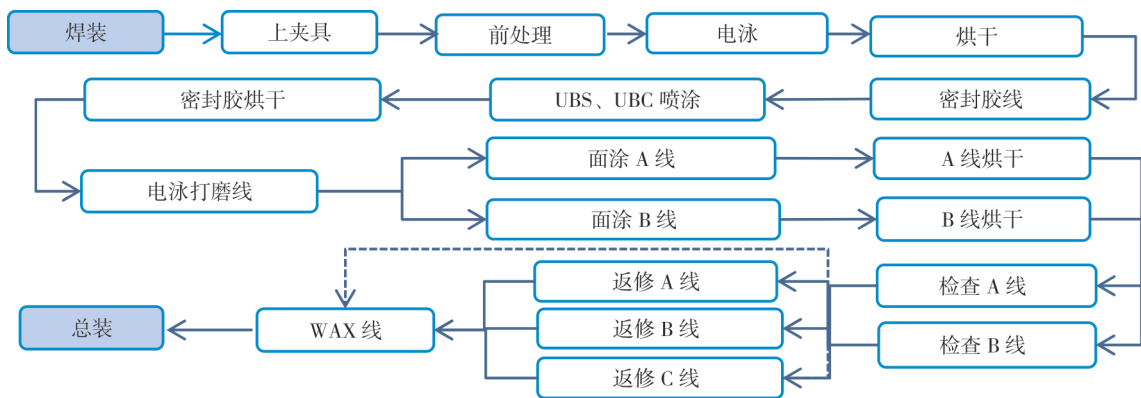 焊装
上夹具
前处理
电泳
烘干
密封胶烘干
UBS、UBC 喷涂
密封胶线
电泳打磨线
面涂 A 线
A 线烘干
面涂 B 线
B 线烘干
返修 A 线
检查 A 线
总装
WAX 线
返修 B 线
检查 B 线
返修 C 线